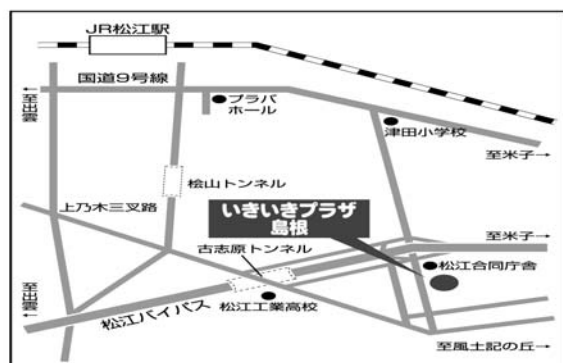 JR松江駅
国道9号線
←至出雲
プラバ
ホール
津田小学校
至米子→
桧山トンネル
上乃木三叉路
いきいきプラザ
島根
古志原トンネル
至米子→
松江合同庁舎
←至出雲
松江バイパス
松江工業高校
至風土記の丘→